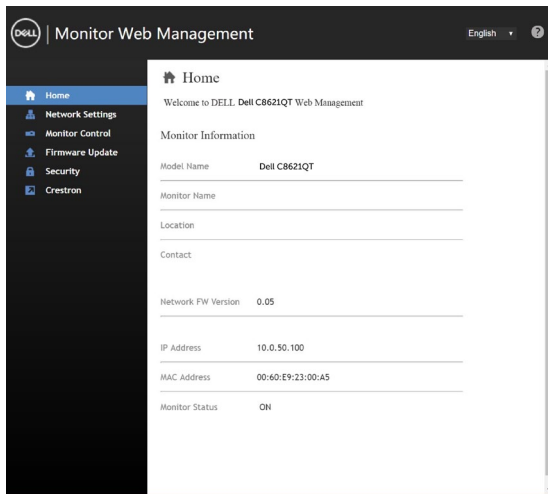 DELL | Monitor Web Management
English
?
Home
Network Settings
Monitor Control
Firmware Update
Security
Crestron
Home
Welcome to DELL Dell C8621QT Web Management
Monitor Information
Model Name Dell C8621QT
Monitor Name
Location
Contact
Network FW Version 0.05
IP Address 10.0.50.100
MAC Address 00:60:E9:23:00:A5
Monitor Status ON